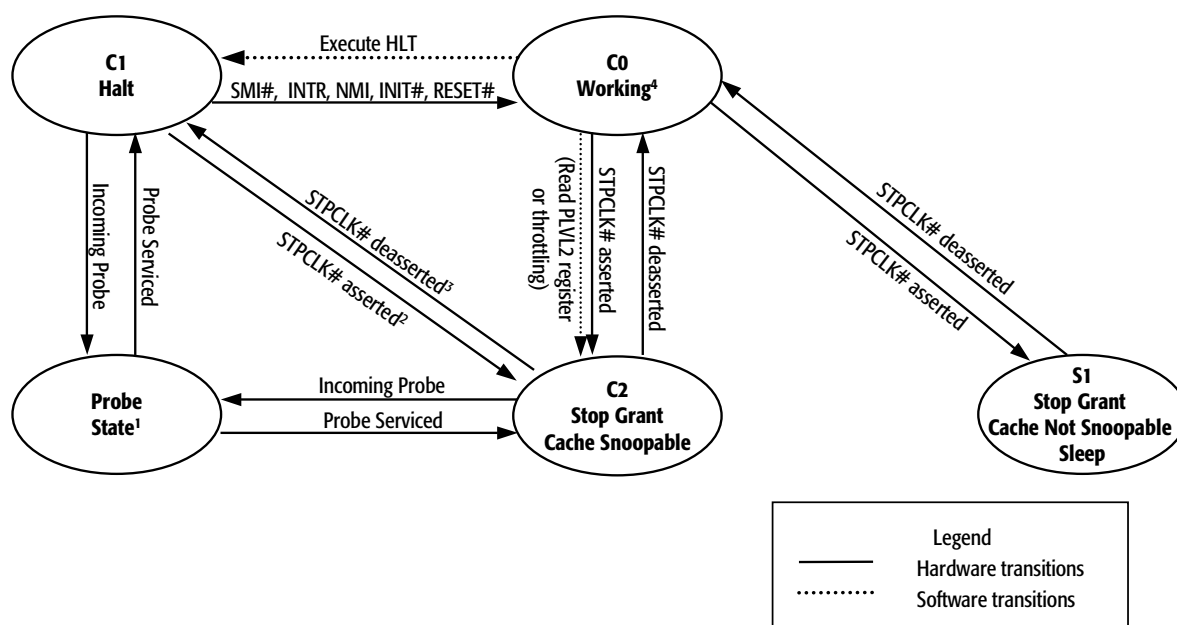 Execute HLT
C1
Halt
C0
Working⁴
SMI#, INTR, NMI, INIT#, RESET#
Incoming Probe
Probe Serviced
STPCLK# deasserted³
STPCLK# asserted²
(Read PLVL2 register
or throttling)
STPCLK# asserted
STPCLK# deasserted
STPCLK# deasserted
STPCLK# asserted
Probe
State¹
Incoming Probe
Probe Serviced
C2
Stop Grant
Cache Snoopable
S1
Stop Grant
Cache Not Snoopable
Sleep
Legend
Hardware transitions
Software transitions